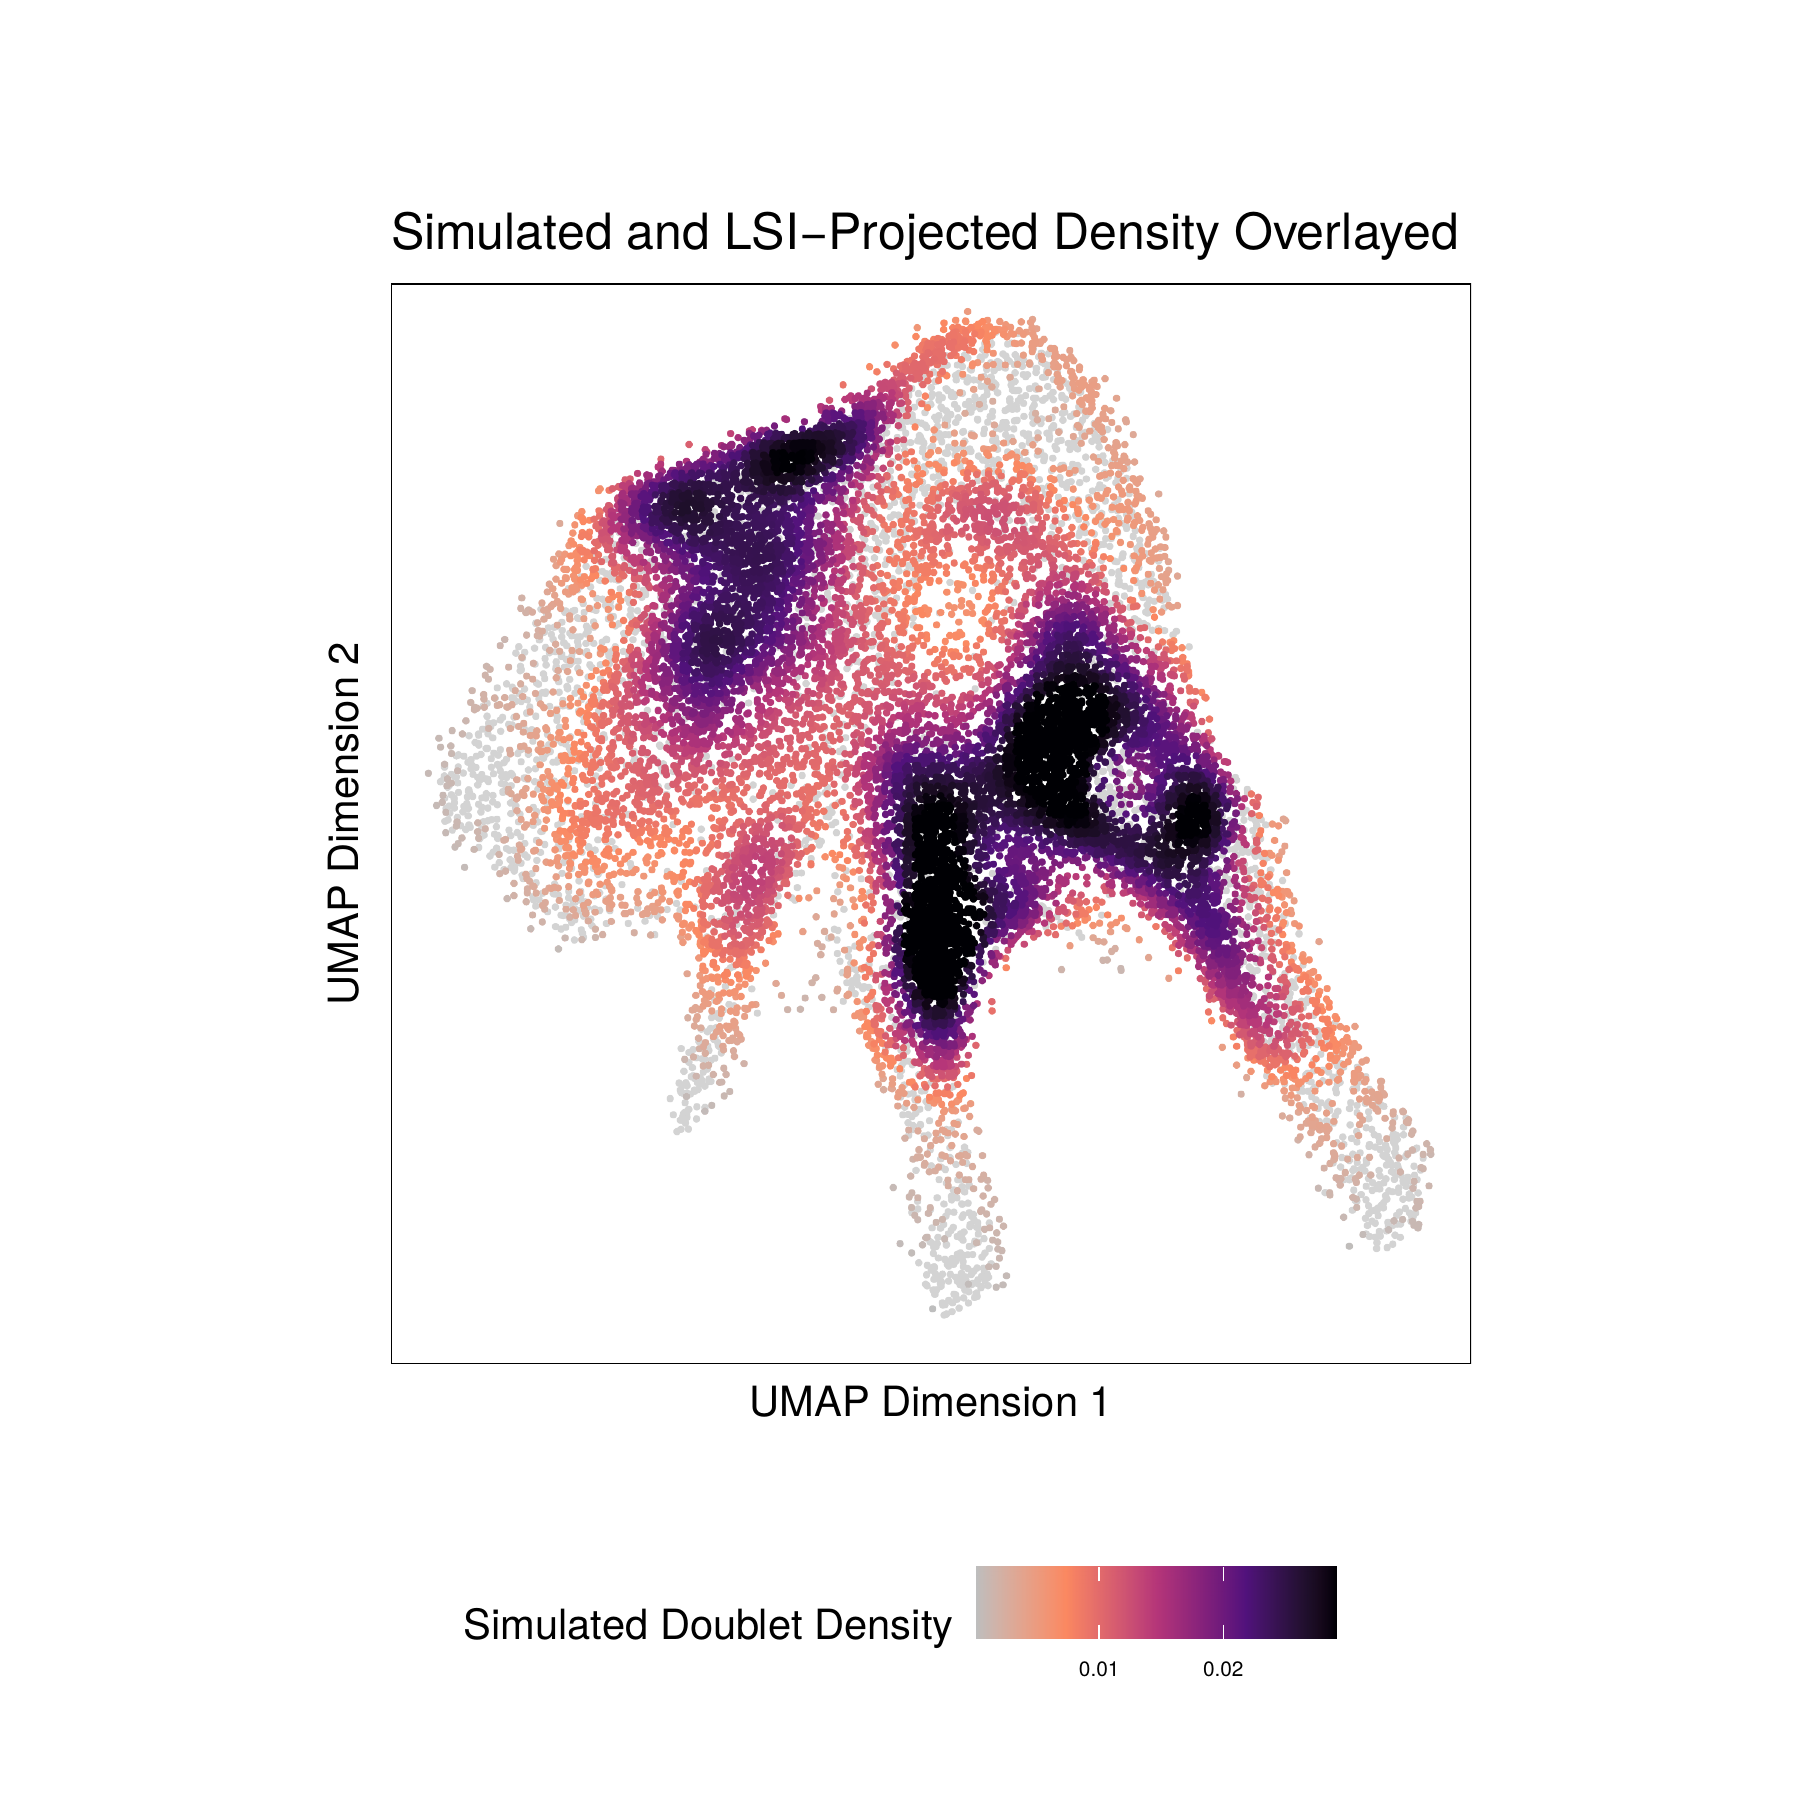 Simulated and LSI−Projected Density Overlayed
UMAP Dimension 2
UMAP Dimension 1
Simulated Doublet Density
0.01 0.02